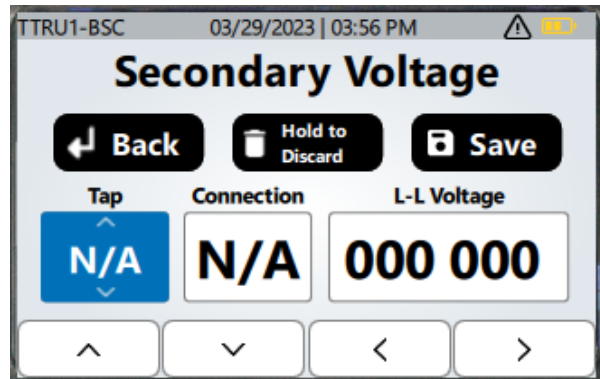 TTRU1-BSC 03/29/2023 | 03:56 PM
Secondary Voltage
Back Hold to Discard Save
Tap Connection L-L Voltage
N/A N/A 000 000